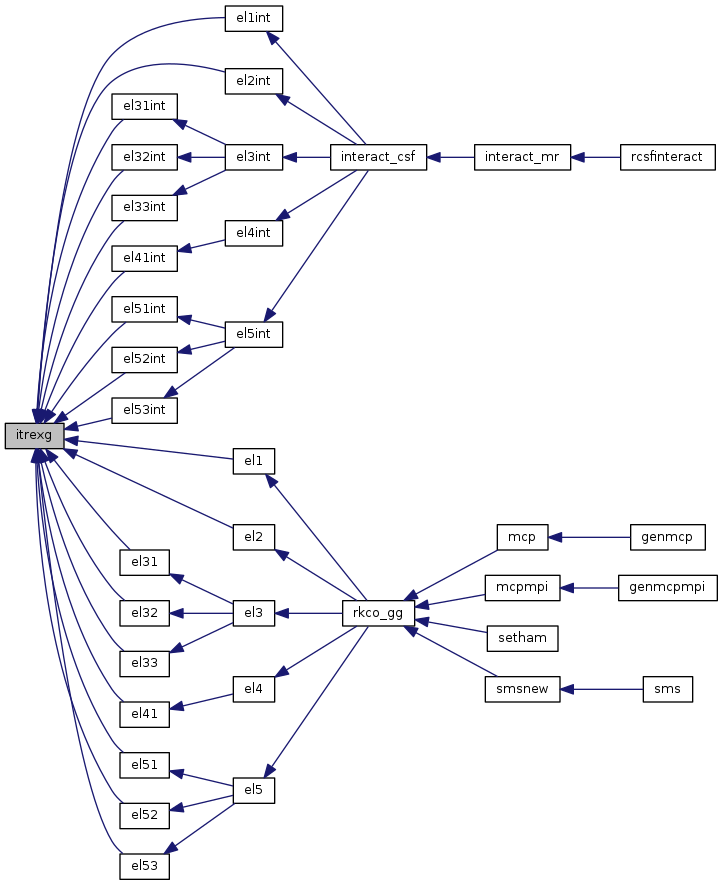 el1int
el2int
el31int
el32int
el3int
interact_csf
interact_mr
rcsfinteract
el33int
el4int
el41int
el51int
el5int
el52int
el53int
itrexg
el1
el2
mcp
genmcp
el31
mcpmpi
genmcpmpi
el32
el3
rkco_gg
setham
el33
el4
smsnew
sms
el41
el51
el5
el52
el53